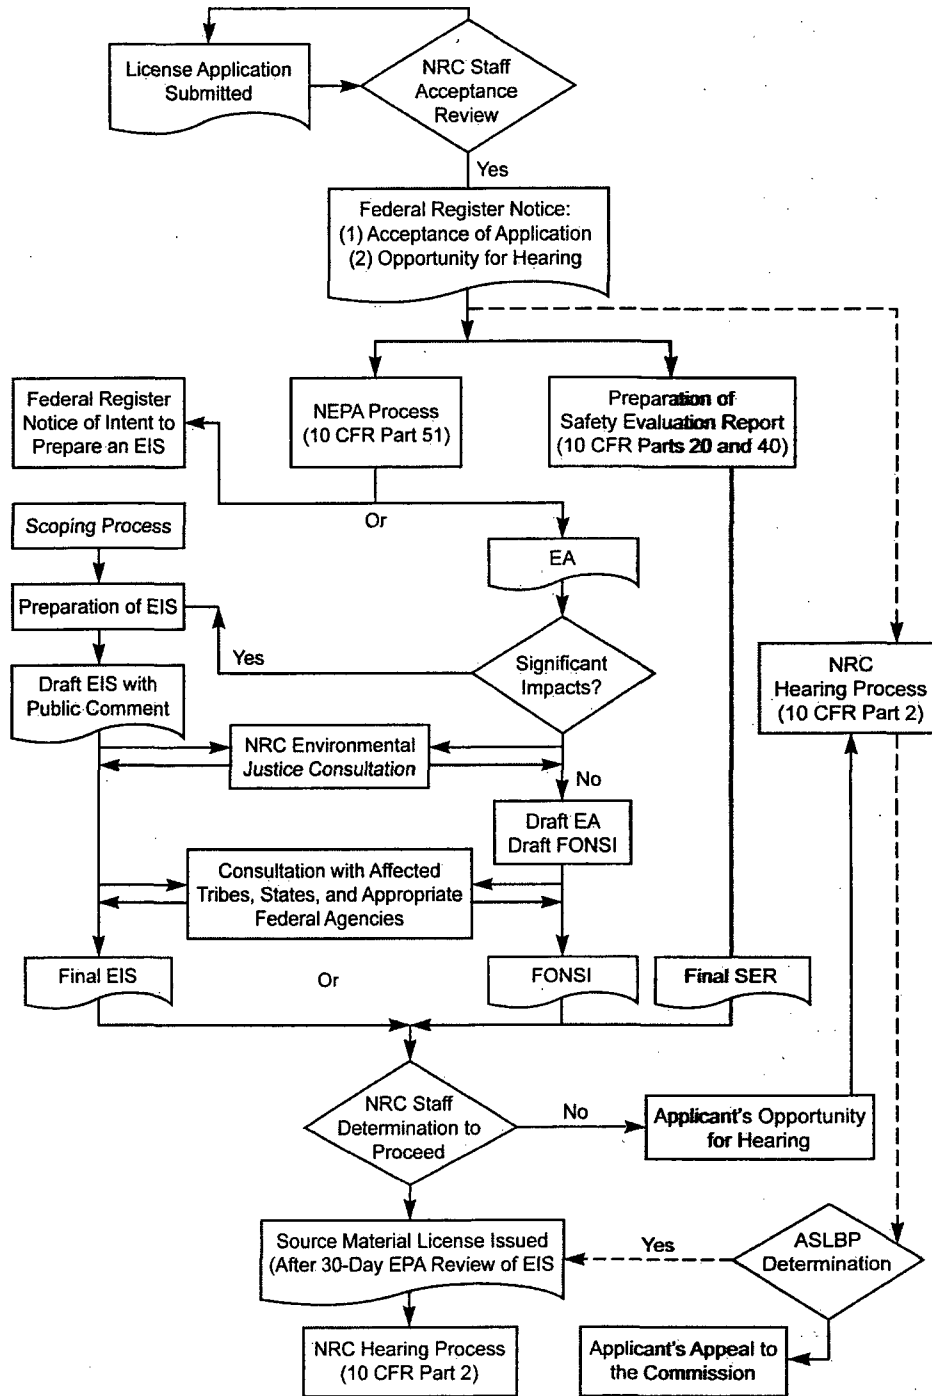 License Application
Submitted
NRC Staff
Acceptance
Review
Yes
Federal Register Notice:
(1) Acceptance of Application
(2) Opportunity for Hearing
Federal Register
Notice of Intent to
Prepare an EIS
NEPA Process
(10 CFR Part 51)
Preparation of
Safety Evaluation Report
(10 CFR Parts 20 and 40)
Or
Scoping Process
EA
Preparation of EIS
Yes
Significant
Impacts?
NRC
Hearing Process
(10 CFR Part 2)
Draft EIS with
Public Comment
NRC Environmental
Justice Consultation
No
Draft EA
Draft FONSI
Consultation with Affected
Tribes, States, and Appropriate
Federal Agencies
Final EIS
Or
FONSI
Final SER
NRC Staff
Determination to
Proceed
No
Applicant's Opportunity
for Hearing
Source Material License Issued
(After 30-Day EPA Review of EIS
Yes
ASLBP
Determination
NRC Hearing Process
(10 CFR Part 2)
Applicant's Appeal to
the Commission